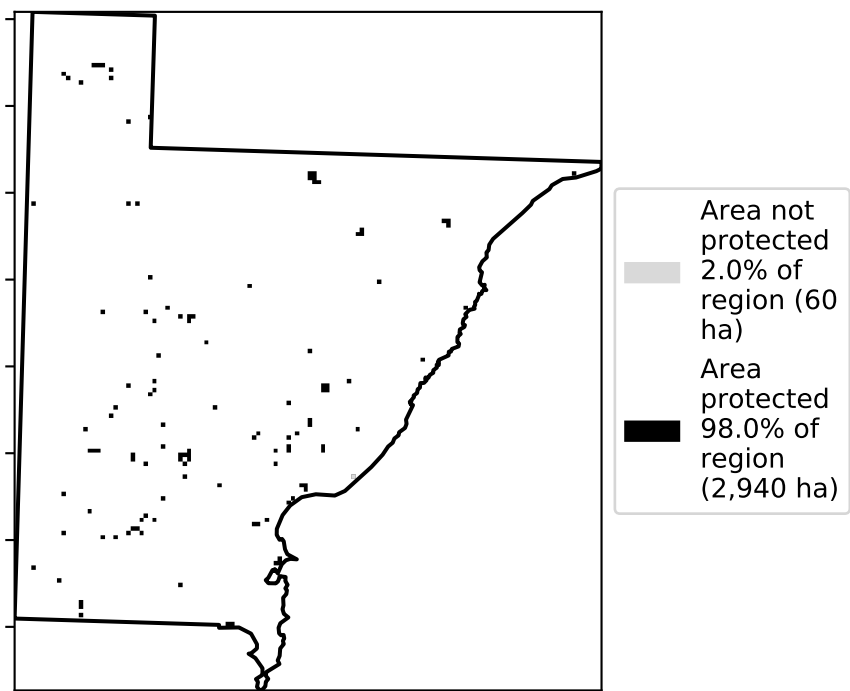 Area not
protected
2.0% of
region (60
ha)
Area
protected
98.0% of
region
(2,940 ha)